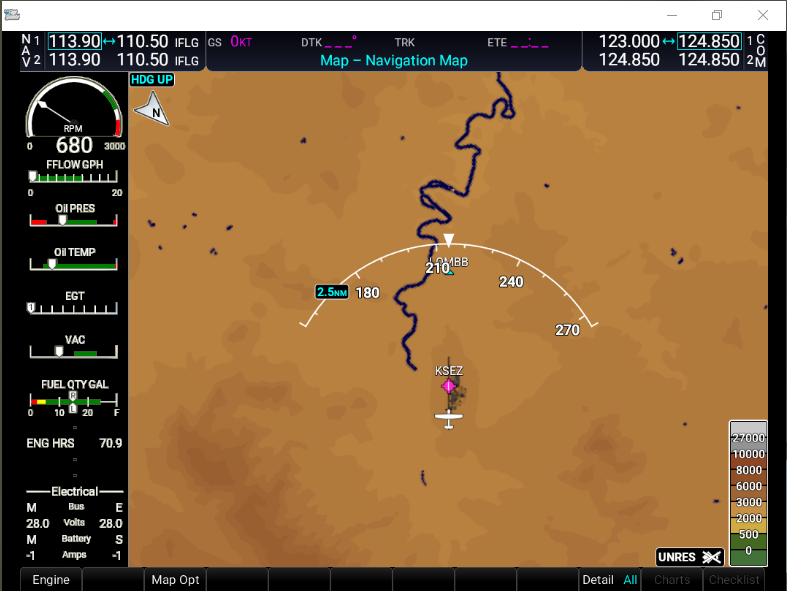 N 1 113.90 ↔ 110.50 IFLG GS 0KT DTK _ _ _° TRK ETE _ _:_ _ 123.000 ↔ 124.850 1 C
A O
V 2 113.90 110.50 IFLG Map – Navigation Map 124.850 124.850 2 M
HDG UP
N
RPM
0 680 3000
FFLOW GPH
0 20
Oil PRES
Oil TEMP
EGT
1
VAC
FUEL QTY GAL
R
L
0 10 20 F
ENG HRS 70.9
Electrical
M Bus E
28.0 Volts 28.0
M Battery S
-1 Amps -1
210
240
2.5NM 180
270
KSEZ
27000
10000
8000
6000
3000
2000
500
0
UNRES
Engine Map Opt Detail All Charts Checklist